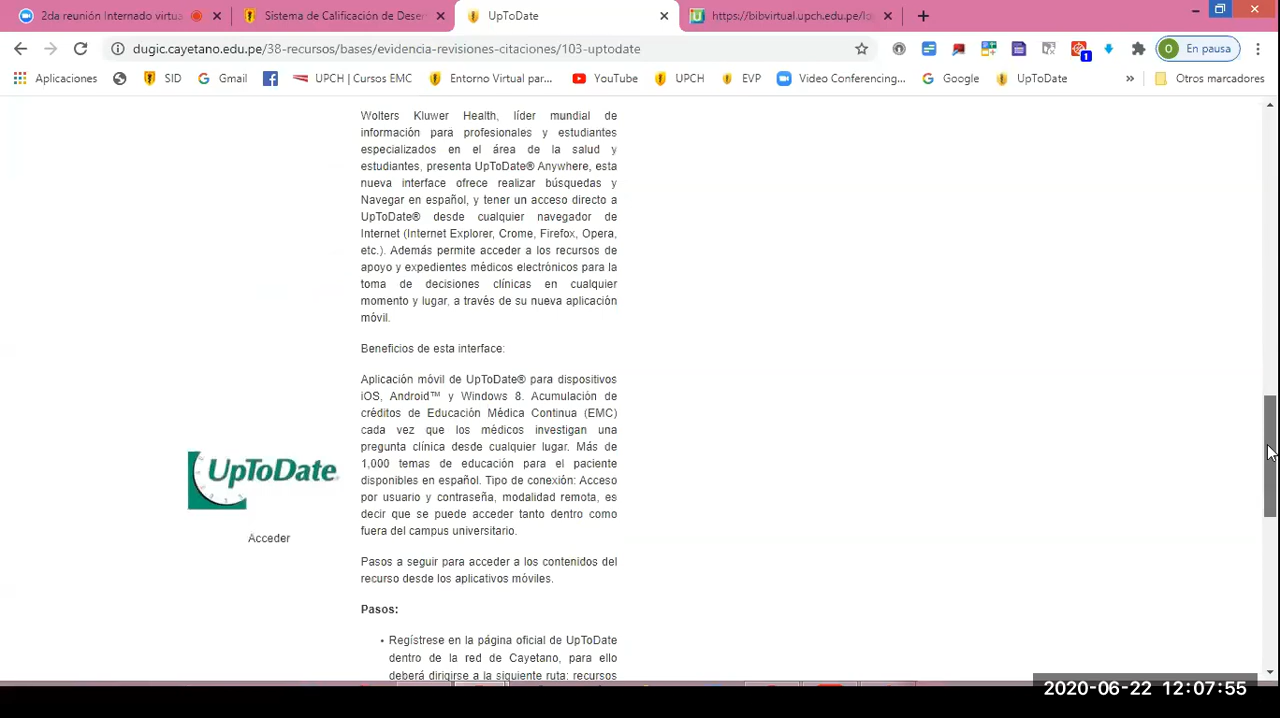 2da reunión Internado virtua
Sistema de Calificación de Deser
UpToDate
https://bibvirtual.upch.edu.pe/lo
dugic.cayetano.edu.pe/38-recursos/bases/evidencia-revisiones-citaciones/103-uptodate
1
O En pausa
Aplicaciones
SID
Gmail
UPCH | Cursos EMC
Entorno Virtual par...
YouTube
UPCH
EVP
Video Conferencing...
Google
UpToDate
»
Otros marcadores
Wolters Kluwer Health, líder mundial de
información para profesionales y estudiantes
especializados en el área de la salud y
estudiantes, presenta UpToDate® Anywhere, esta
nueva interface ofrece realizar búsquedas y
Navegar en español, y tener un acceso directo a
UpToDate® desde cualquier navegador de
Internet (Internet Explorer, Crome, Firefox, Opera,
etc.). Además permite acceder a los recursos de
apoyo y expedientes médicos electrónicos para la
toma de decisiones clínicas en cualquier
momento y lugar, a través de su nueva aplicación
móvil.
Beneficios de esta interface:
Aplicación móvil de UpToDate® para dispositivos
iOS, Android™ y Windows 8. Acumulación de
créditos de Educación Médica Continua (EMC)
cada vez que los médicos investigan una
pregunta clínica desde cualquier lugar. Más de
1,000 temas de educación para el paciente
disponibles en español. Tipo de conexión: Acceso
por usuario y contraseña, modalidad remota, es
decir que se puede acceder tanto dentro como
fuera del campus universitario.
UpToDate®
Acceder
Pasos a seguir para acceder a los contenidos del
recurso desde los aplicativos móviles.
Pasos:
• Regístrese en la página oficial de UpToDate
dentro de la red de Cayetano, para ello
deberá dirigirse a la siguiente ruta: recursos
2020-06-22 12:07:55